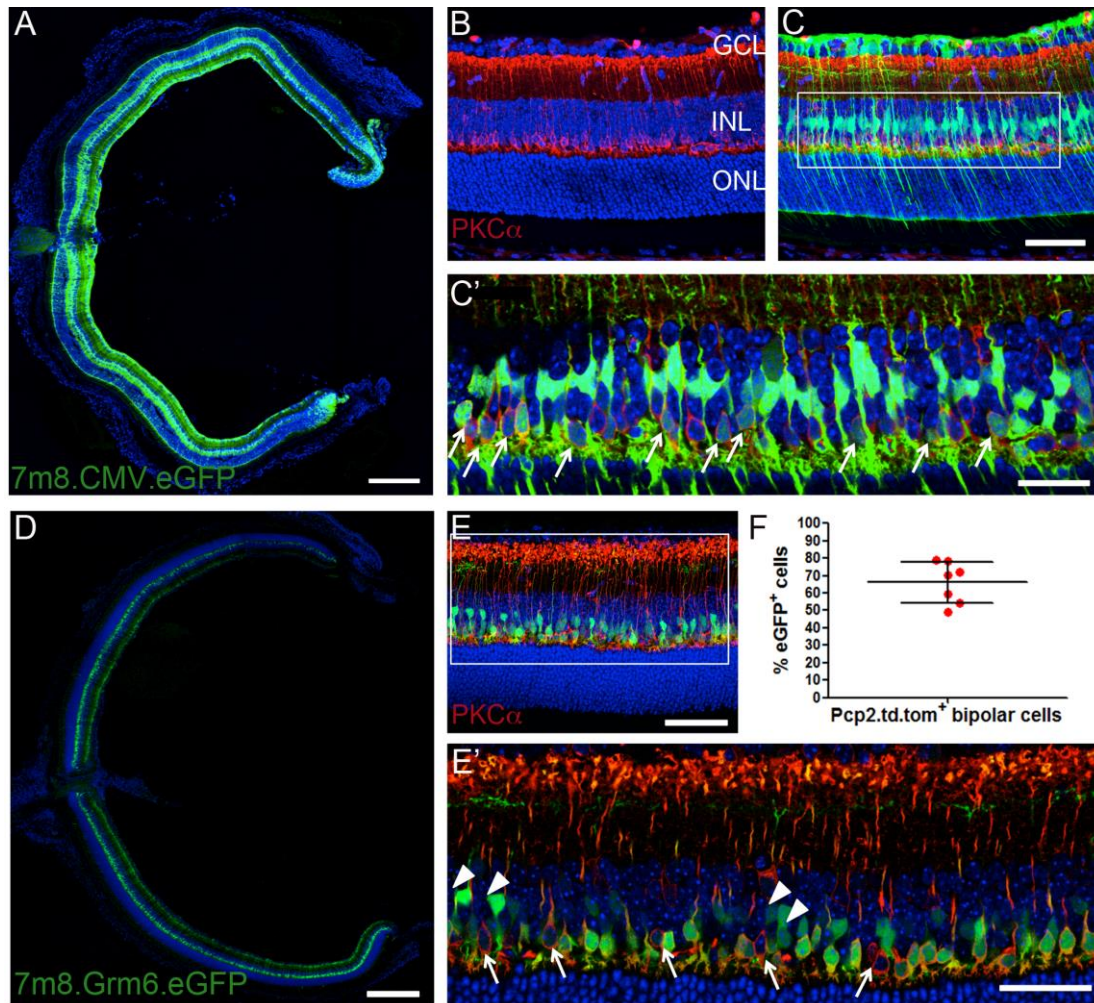 A
7m8.CMV.eGFP
B
GCL
INL
ONL
PKCα
C
C'
D
7m8.Grm6.eGFP
E
PKCα
F
100
90
80
70
60
50
40
30
20
10
0
% eGFP+ cells
Pcp2.td.tom+ bipolar cells
E'